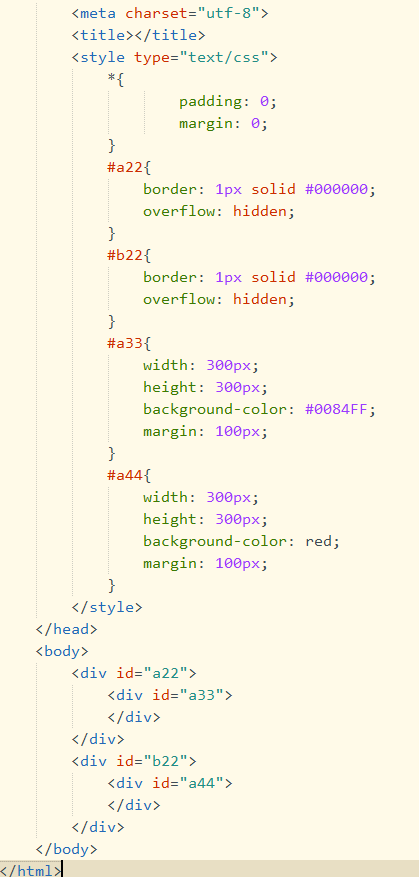 <meta charset="utf-8">
<title></title>
<style type="text/css">
*{
padding: 0;
margin: 0;
}
#a22{
border: 1px solid #000000;
overflow: hidden;
}
#b22{
border: 1px solid #000000;
overflow: hidden;
}
#a33{
width: 300px;
height: 300px;
background-color: #0084FF;
margin: 100px;
}
#a44{
width: 300px;
height: 300px;
background-color: red;
margin: 100px;
}
</style>
</head>
<body>
<div id="a22">
<div id="a33">
</div>
</div>
<div id="b22">
<div id="a44">
</div>
</div>
</body>
</html>